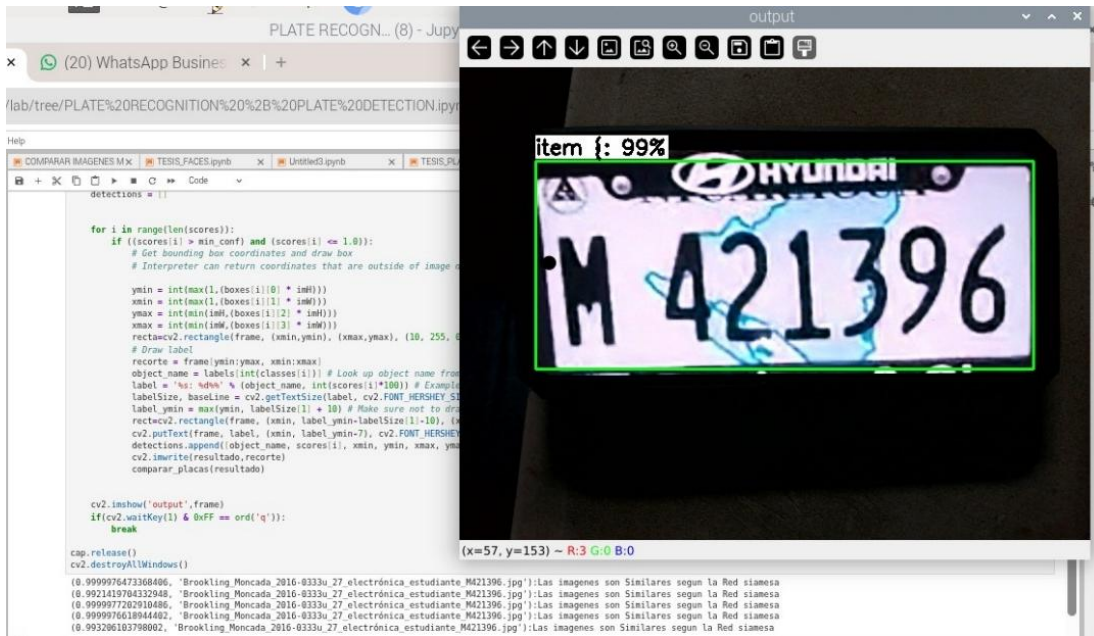 PLATE RECOGN... (8) - Jupy
output
(20) WhatsApp Busines
/lab/tree/PLATE%20RECOGNITION%20%2B%20PLATE%20DETECTION.ipyn
Help
COMPARAR IMAGENES M
TESIS_FACES.ipynb
Untitled3.ipynb
TESIS_PL
Code
detections = []
for i in range(len(scores)):
if ((scores[i] > min_conf) and (scores[i] <= 1.0)):
# Get bounding box coordinates and draw box
# Interpreter can return coordinates that are outside of image
ymin = int(max(1,(boxes[i][0] * imH)))
xmin = int(max(1,(boxes[i][1] * imW)))
ymax = int(min(imH,(boxes[i][2] * imH)))
xmax = int(min(imW,(boxes[i][3] * imW)))
recta=cv2.rectangle(frame, (xmin,ymin), (xmax,ymax), (10, 255,
# Draw label
recorte = frame[ymin:ymax, xmin:xmax]
object_name = labels[int(classes[i])] # Look up object name from
label = '%s: %d%%' % (object_name, int(scores[i]*100)) # Example
labelSize, baseLine = cv2.getTextSize(label, cv2.FONT_HERSHEY_SI
label_ymin = max(ymin, labelSize[1] + 10) # Make sure not to dra
rect=cv2.rectangle(frame, (xmin, label_ymin-labelSize[1]-10), (x
cv2.putText(frame, label, (xmin, label_ymin-7), cv2.FONT_HERSHEY
detections.append([object_name, scores[i], xmin, ymin, xmax, yma
cv2.imwrite(resultado,recorte)
comparar_placas(resultado)
cv2.imshow('output',frame)
if(cv2.waitKey(1) & 0xFF == ord('q')):
break
cap.release()
cv2.destroyAllWindows()
item {: 99%
HYUNDAI
M 421396
(x=57, y=153) ~ R:3 G:0 B:0
(0.9999976473368406, 'Brookling_Moncada_2016-0333u_27_electrónica_estudiante_M421396.jpg'):Las imagenes son Similares segun la Red siamesa
(0.9921419704332948, 'Brookling_Moncada_2016-0333u_27_electrónica_estudiante_M421396.jpg'):Las imagenes son Similares segun la Red siamesa
(0.9999977202910486, 'Brookling_Moncada_2016-0333u_27_electrónica_estudiante_M421396.jpg'):Las imagenes son Similares segun la Red siamesa
(0.9999976618944402, 'Brookling_Moncada_2016-0333u_27_electrónica_estudiante_M421396.jpg'):Las imagenes son Similares segun la Red siamesa
(0.993206103798002, 'Brookling_Moncada_2016-0333u_27_electrónica_estudiante_M421396.jpg'):Las imagenes son Similares segun la Red siamesa